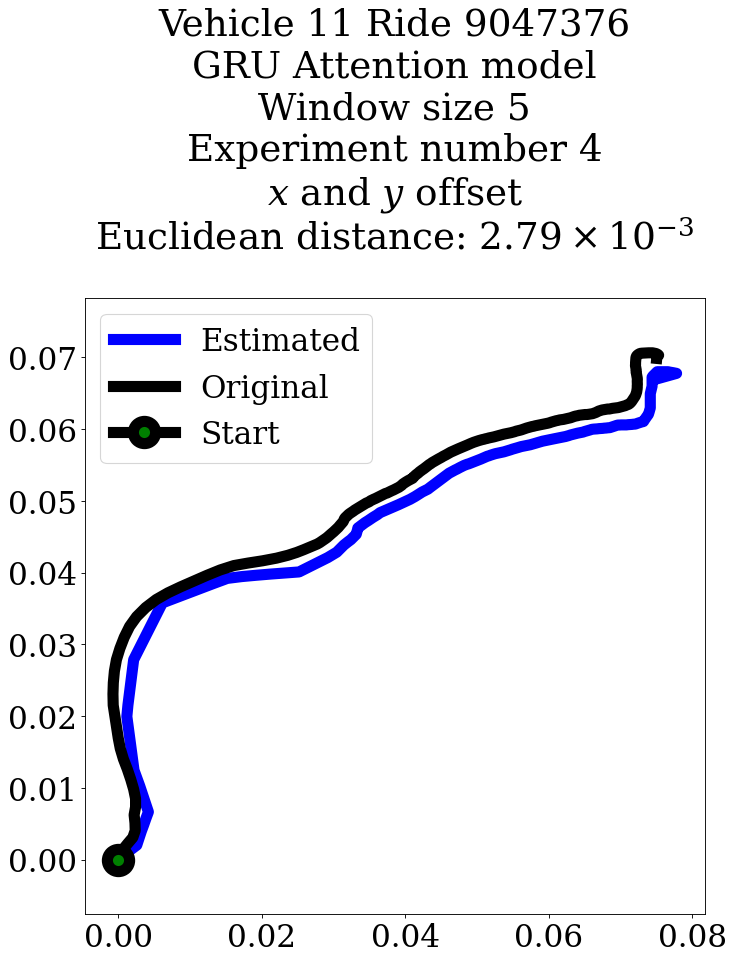 Vehicle 11 Ride 9047376
GRU Attention model
Window size 5
Experiment number 4
x and y offset
Euclidean distance: 2.79 × 10⁻³
Estimated
Original
Start
0.07
0.06
0.05
0.04
0.03
0.02
0.01
0.00
0.00 0.02 0.04 0.06 0.08